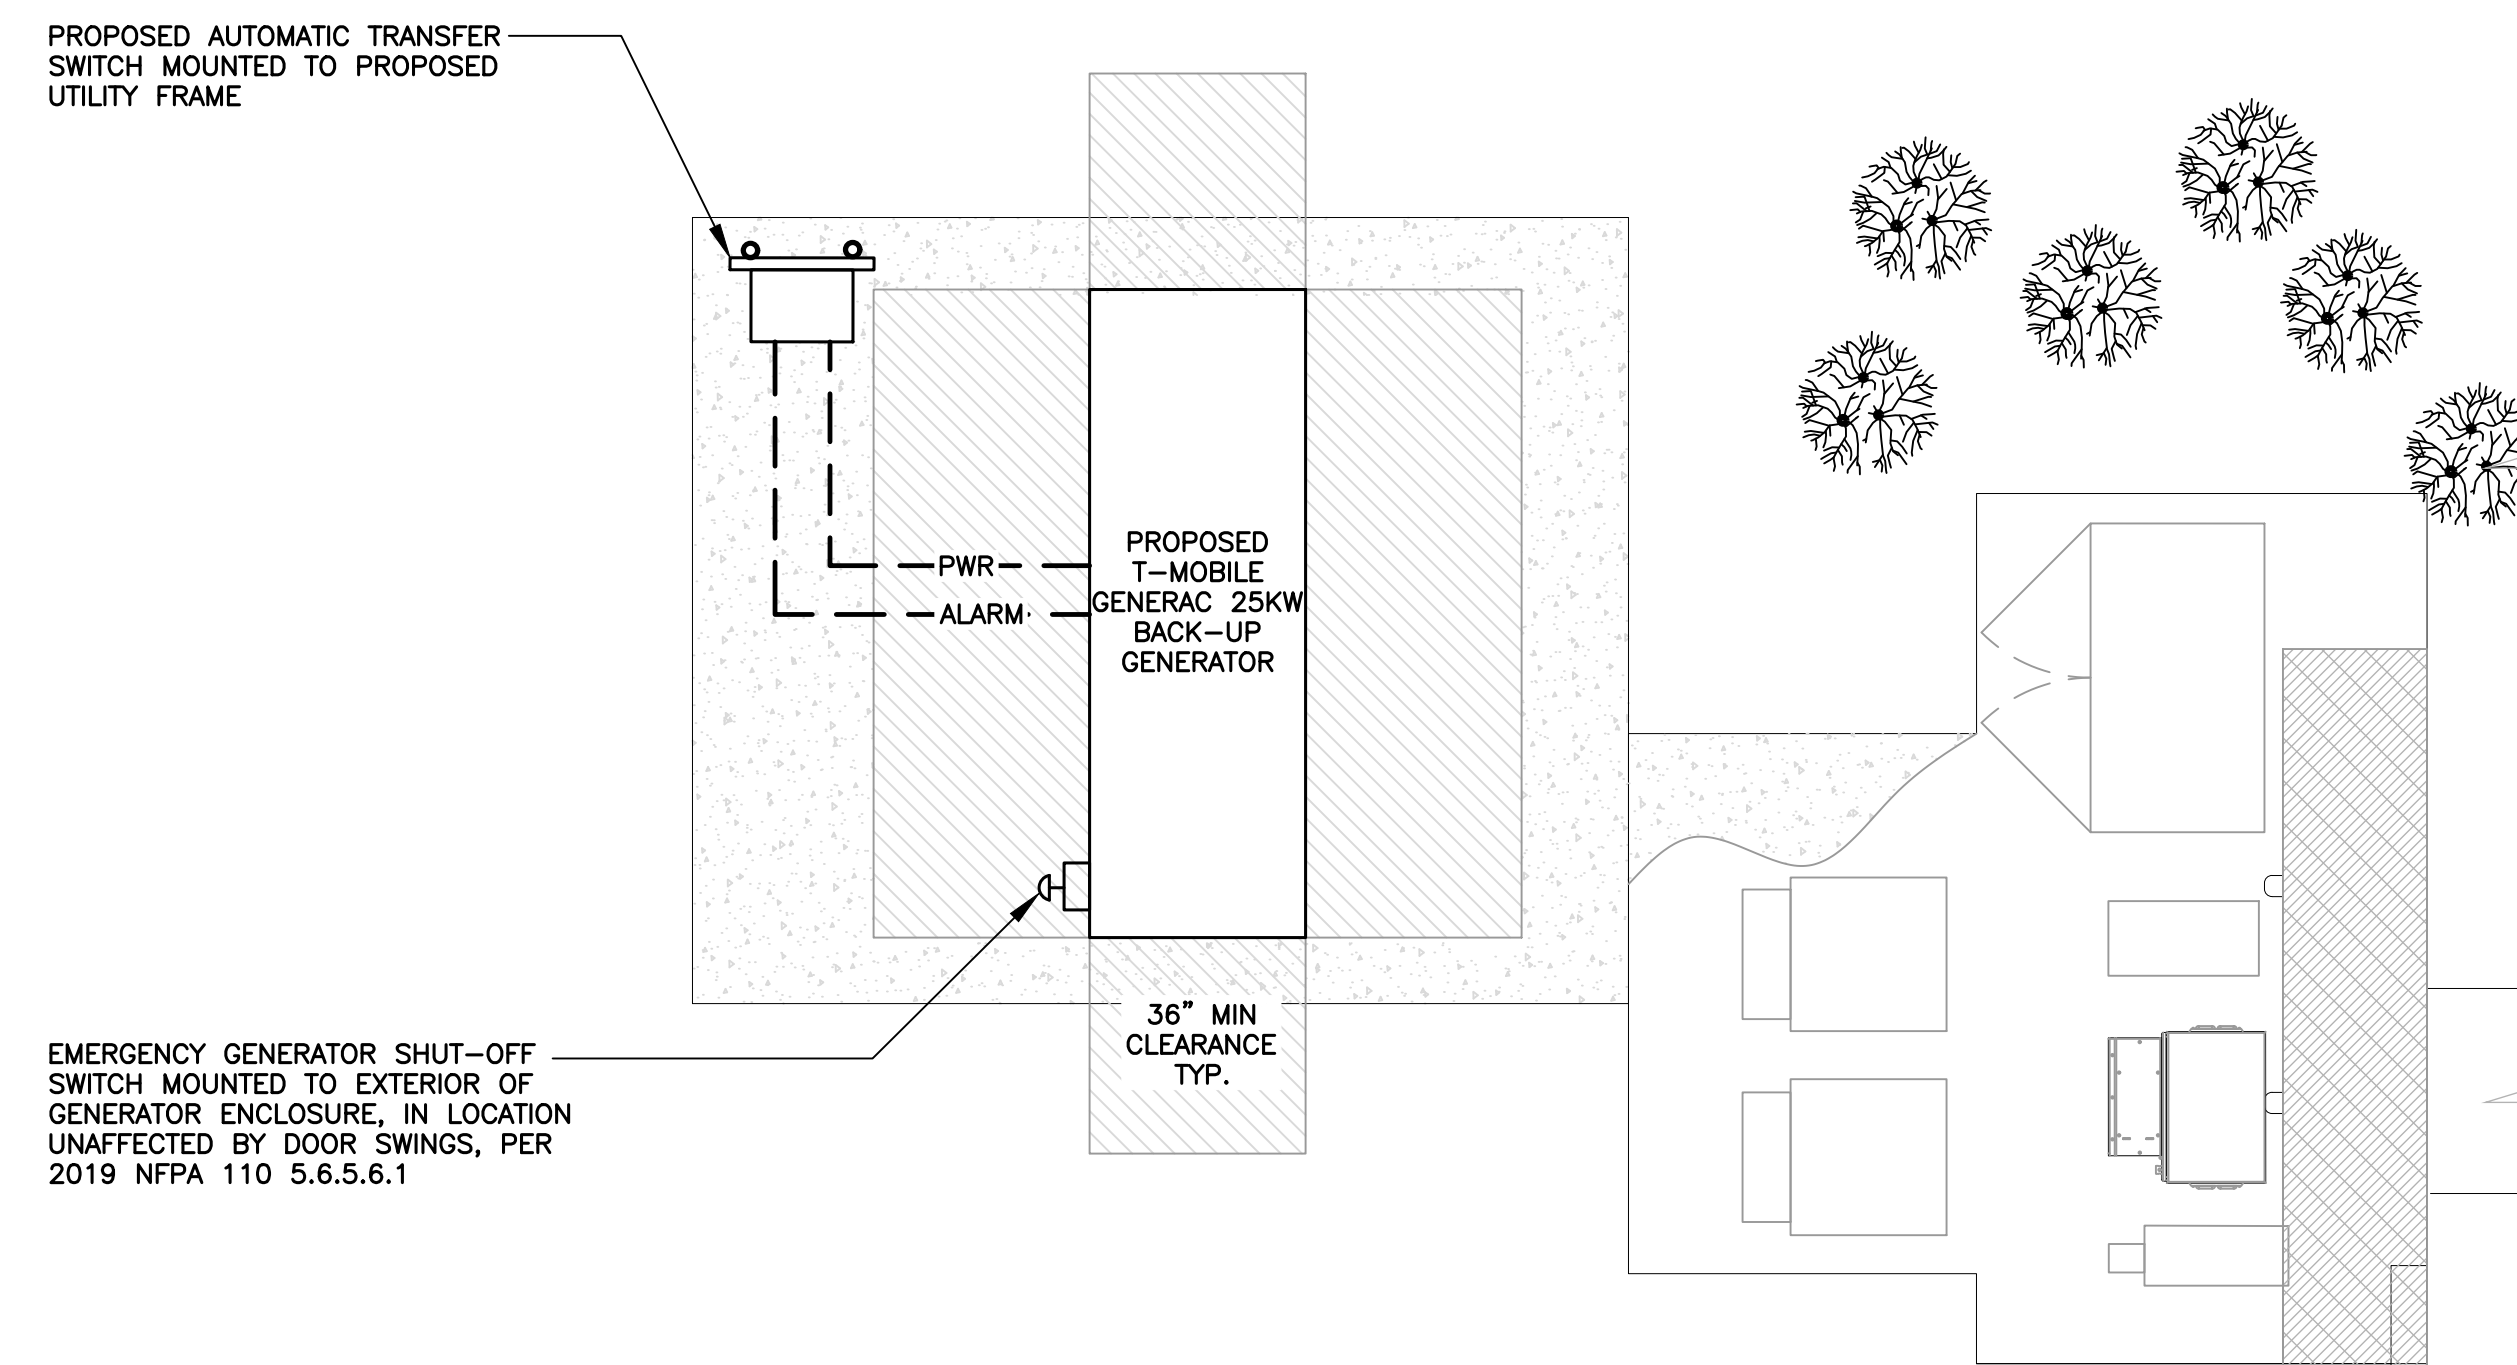 PROPOSED AUTOMATIC TRANSFER
SWITCH MOUNTED TO PROPOSED
UTILITY FRAME
PROPOSED
T-MOBILE
GENERAC 25KW
BACK-UP
GENERATOR
PWR
ALARM
36" MIN
CLEARANCE
TYP.
EMERGENCY GENERATOR SHUT-OFF
SWITCH MOUNTED TO EXTERIOR OF
GENERATOR ENCLOSURE, IN LOCATION
UNAFFECTED BY DOOR SWINGS, PER
2019 NFPA 110 5.6.5.6.1